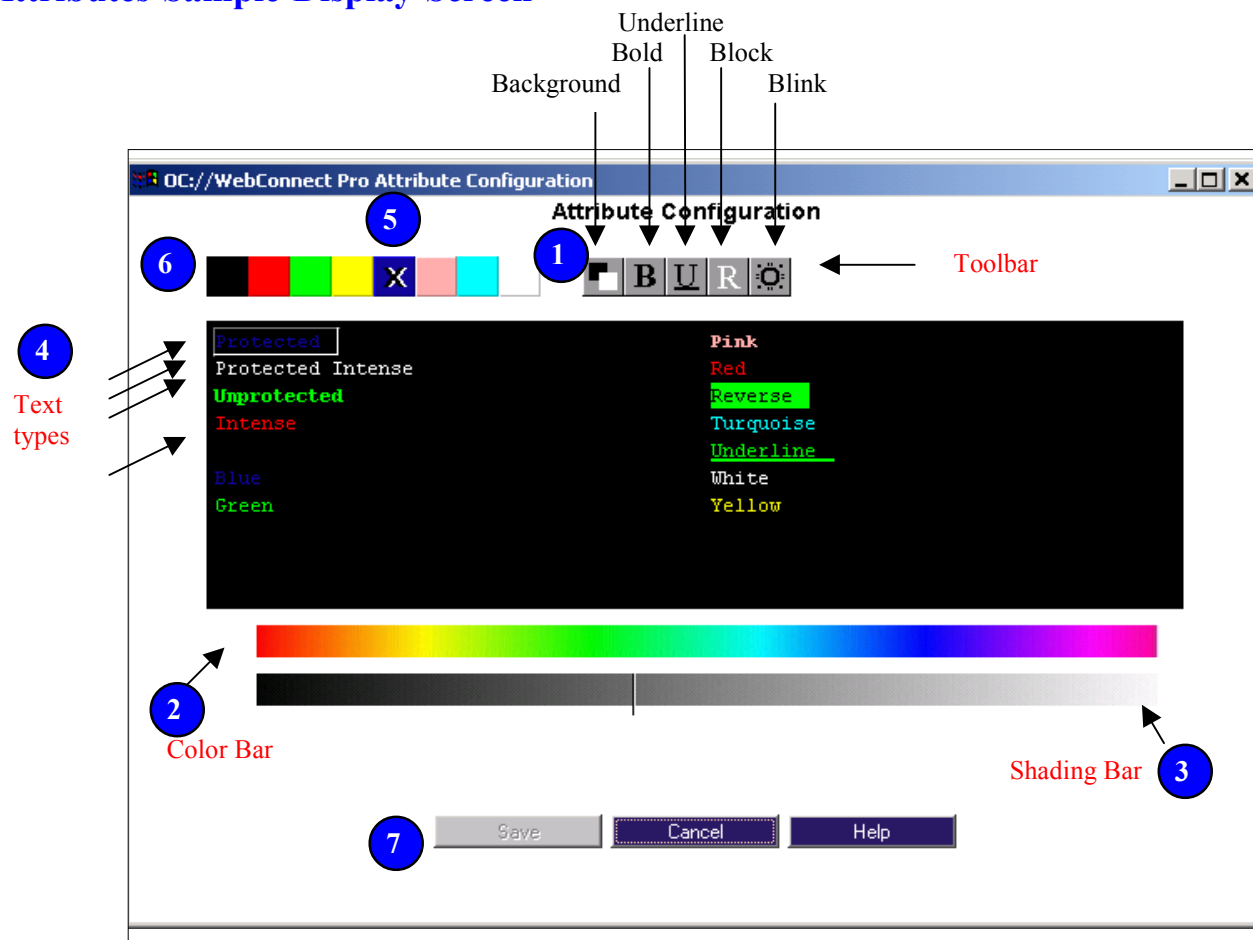 Attributes Sample Display Screen
Underline
Bold Block
Background Blink
OC://WebConnect Pro Attribute Configuration
Attribute Configuration
5
1
6
X
B U R
Toolbar
4
Text
types
Protected
Protected Intense
Unprotected
Intense
Blue
Green
Pink
Red
Reverse
Turquoise
Underline
White
Yellow
2
Color Bar
Shading Bar
3
7
Save Cancel Help